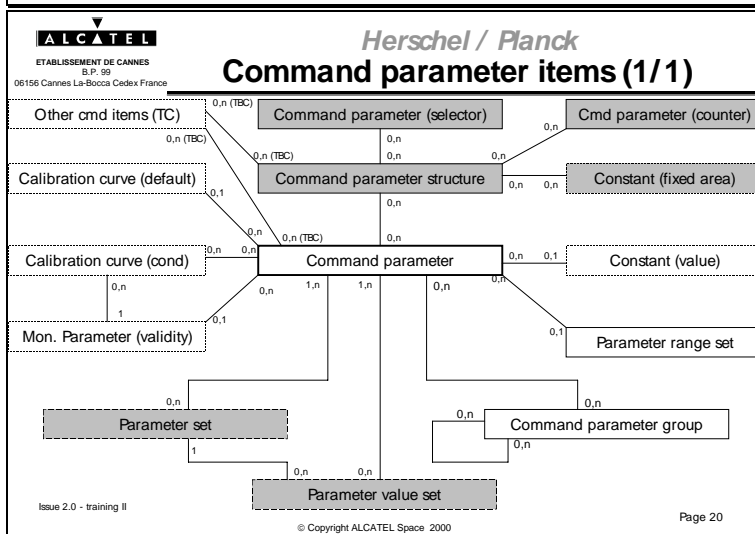 ALCATEL
ETABLISSEMENT DE CANNES
B.P. 99
06156 Cannes La-Bocca Cedex France
Herschel / Planck
Command parameter items (1/1)
Other cmd items (TC)
0,n (TBC)
Command parameter (selector)
Cmd parameter (counter)
0,n (TBC)
0,n
0,n
0,n (TBC)
0,n
0,n
Calibration curve (default)
Command parameter structure
0,n
0,n
Constant (fixed area)
0,1
0,n
0,n
0,n (TBC)
0,n
Calibration curve (cond)
0,n
0,n
Command parameter
0,n
0,1
Constant (value)
0,n
0,n
1,n
1,n
0,n
0,n
1
0,1
Mon. Parameter (validity)
0,1
Parameter range set
0,n
0,n
Parameter set
0,n
Command parameter group
0,n
1
0,n
0,n
Parameter value set
Issue 2.0 - training II
© Copyright ALCATEL Space 2000
Page 20